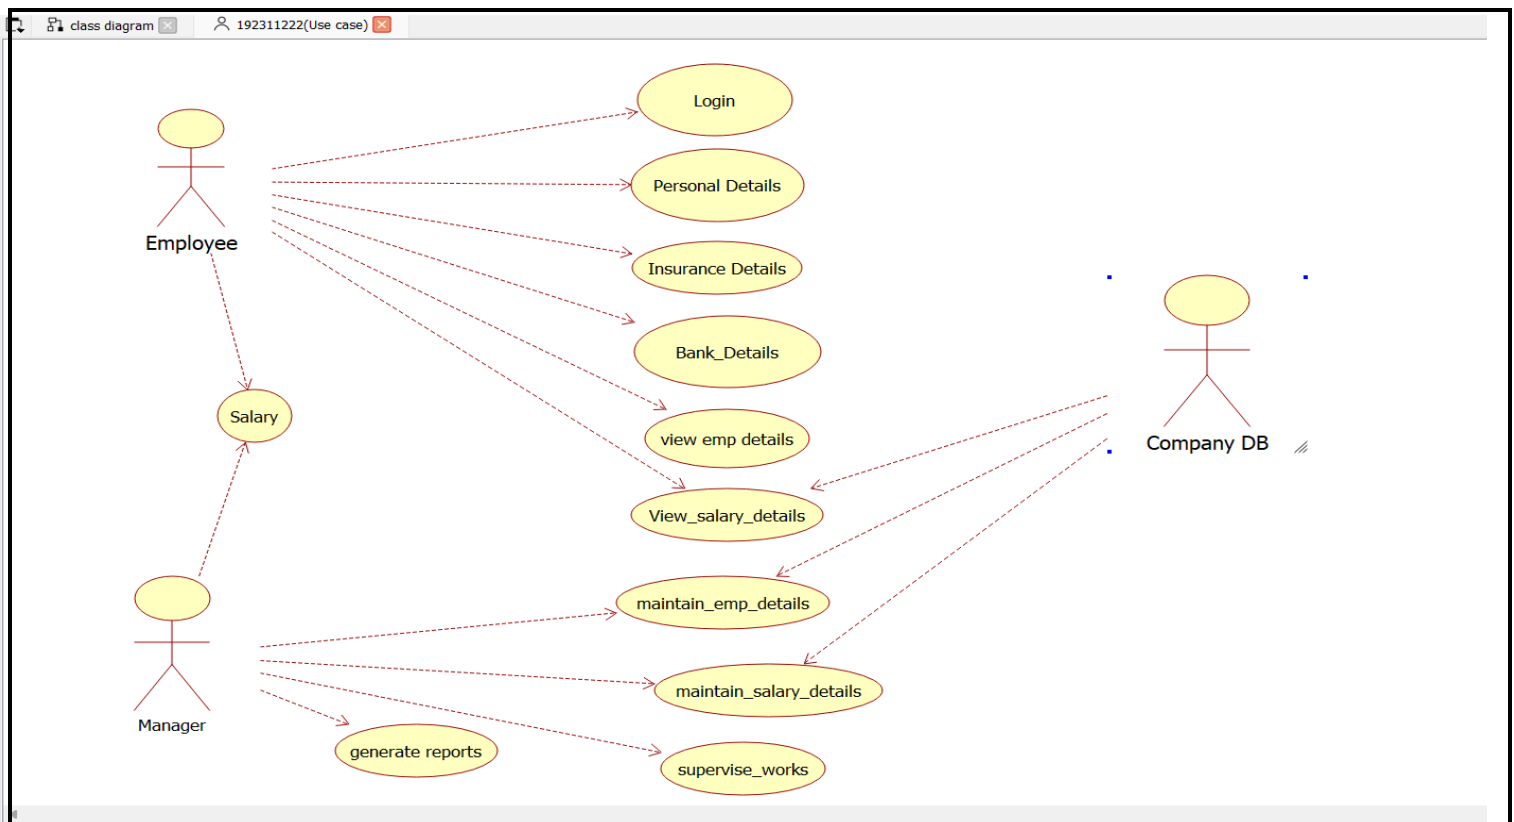 class diagram
192311222(Use case)
Login
Personal Details
Employee
Insurance Details
Bank_Details
Salary
view emp details
Company DB
View_salary_details
maintain_emp_details
maintain_salary_details
Manager
generate reports
supervise_works